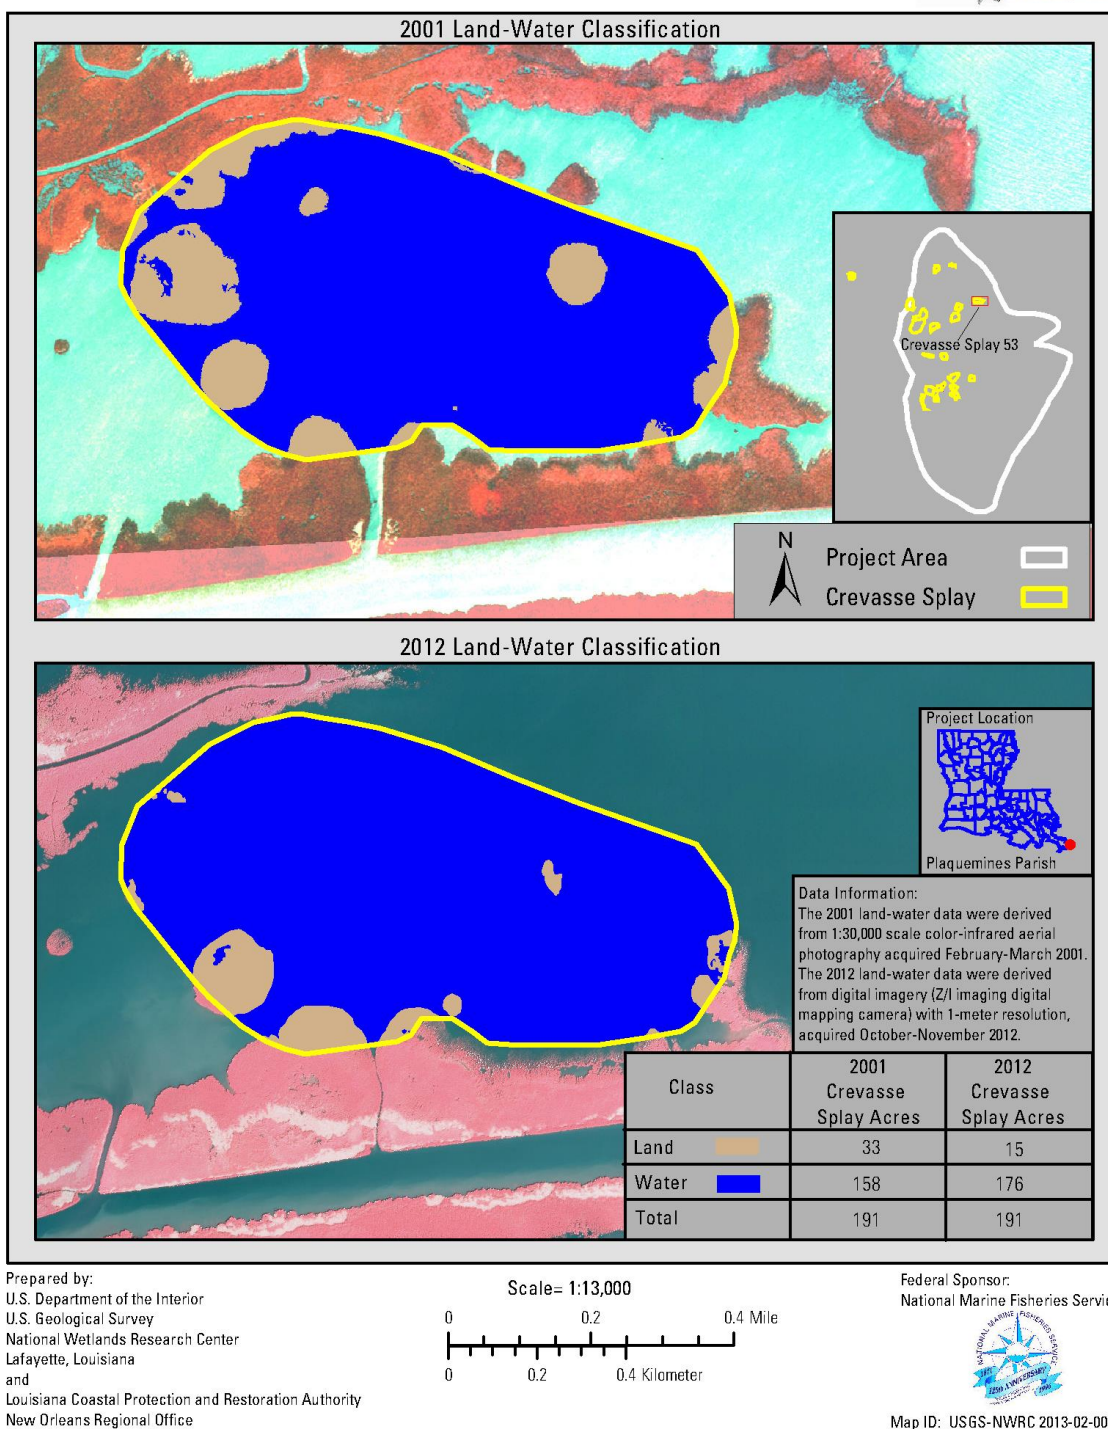 2001 Land-Water Classification
Crevasse Splay 53
N
Project Area
Crevasse Splay
2012 Land-Water Classification
Project Location
Plaquemines Parish
Data Information:
The 2001 land-water data were derived
from 1:30,000 scale color-infrared aerial
photography acquired February-March 2001.
The 2012 land-water data were derived
from digital imagery (Z/I imaging digital
mapping camera) with 1-meter resolution,
acquired October-November 2012.
Class 2001 Crevasse Splay Acres 2012 Crevasse Splay Acres
Land 33 15
Water 158 176
Total 191 191
Prepared by:
U.S. Department of the Interior
U.S. Geological Survey
National Wetlands Research Center
Lafayette, Louisiana
and
Louisiana Coastal Protection and Restoration Authority
New Orleans Regional Office
Scale= 1:13,000
0 0.2 0.4 Mile
0 0.2 0.4 Kilometer
Federal Sponsor:
National Marine Fisheries Servi
NATIONAL MARINE FISHERIES SERVICE
125th ANNIVERSARY
Map ID: USGS-NWRC 2013-02-00